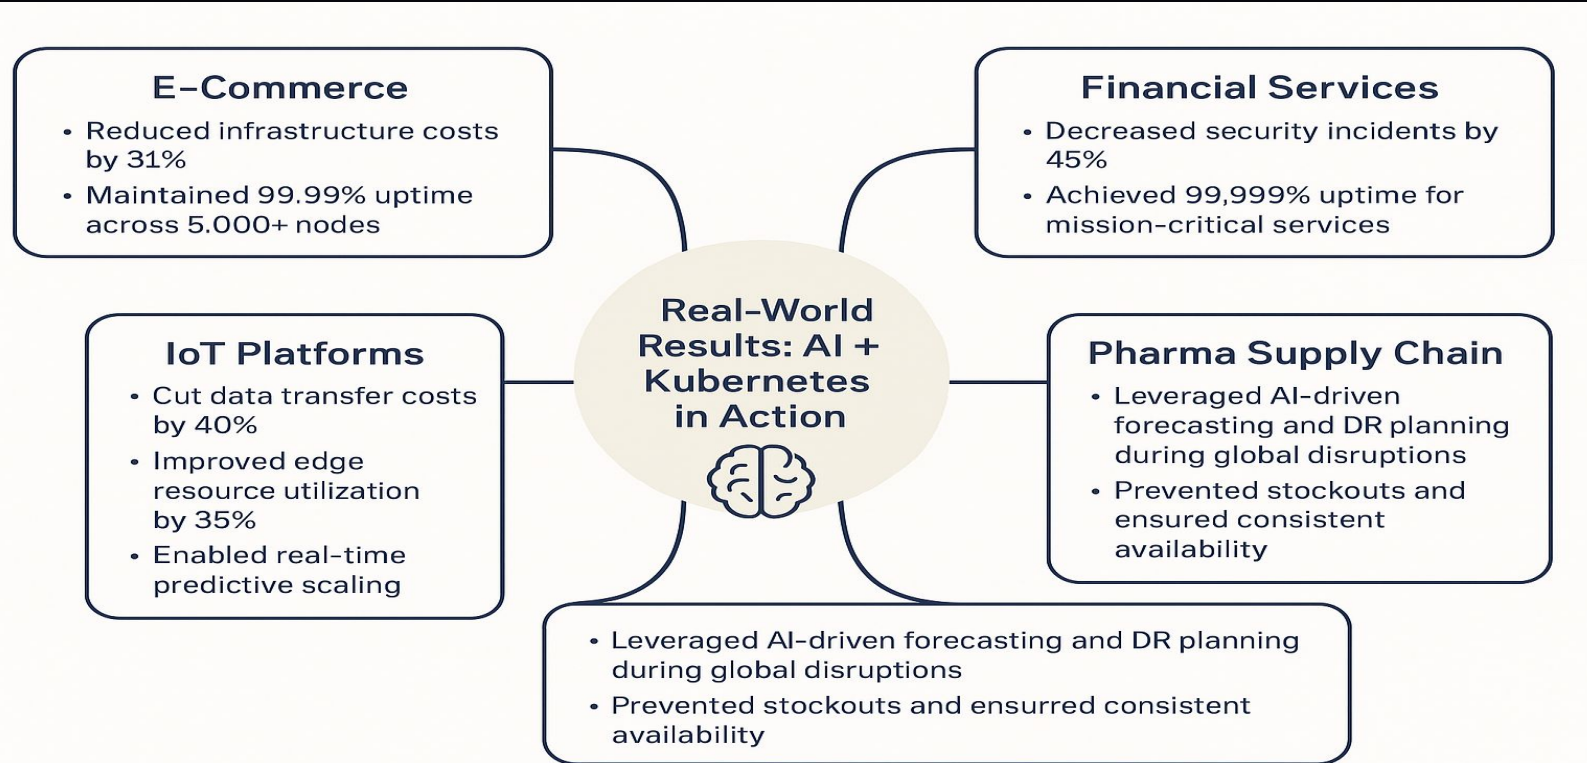 E–Commerce
• Reduced infrastructure costs
by 31%
• Maintained 99.99% uptime
across 5.000+ nodes
Financial Services
• Decreased security incidents by
45%
• Achieved 99,999% uptime for
mission-critical services
Real–World
Results: AI +
Kubernetes
in Action
IoT Platforms
• Cut data transfer costs
by 40%
• Improved edge
resource utilization
by 35%
• Enabled real-time
predictive scaling
Pharma Supply Chain
• Leveraged AI-driven
forecasting and DR planning
during global disruptions
• Prevented stockouts and
ensured consistent
availability
• Leveraged AI-driven forecasting and DR planning
during global disruptions
• Prevented stockouts and ensurred consistent
availability